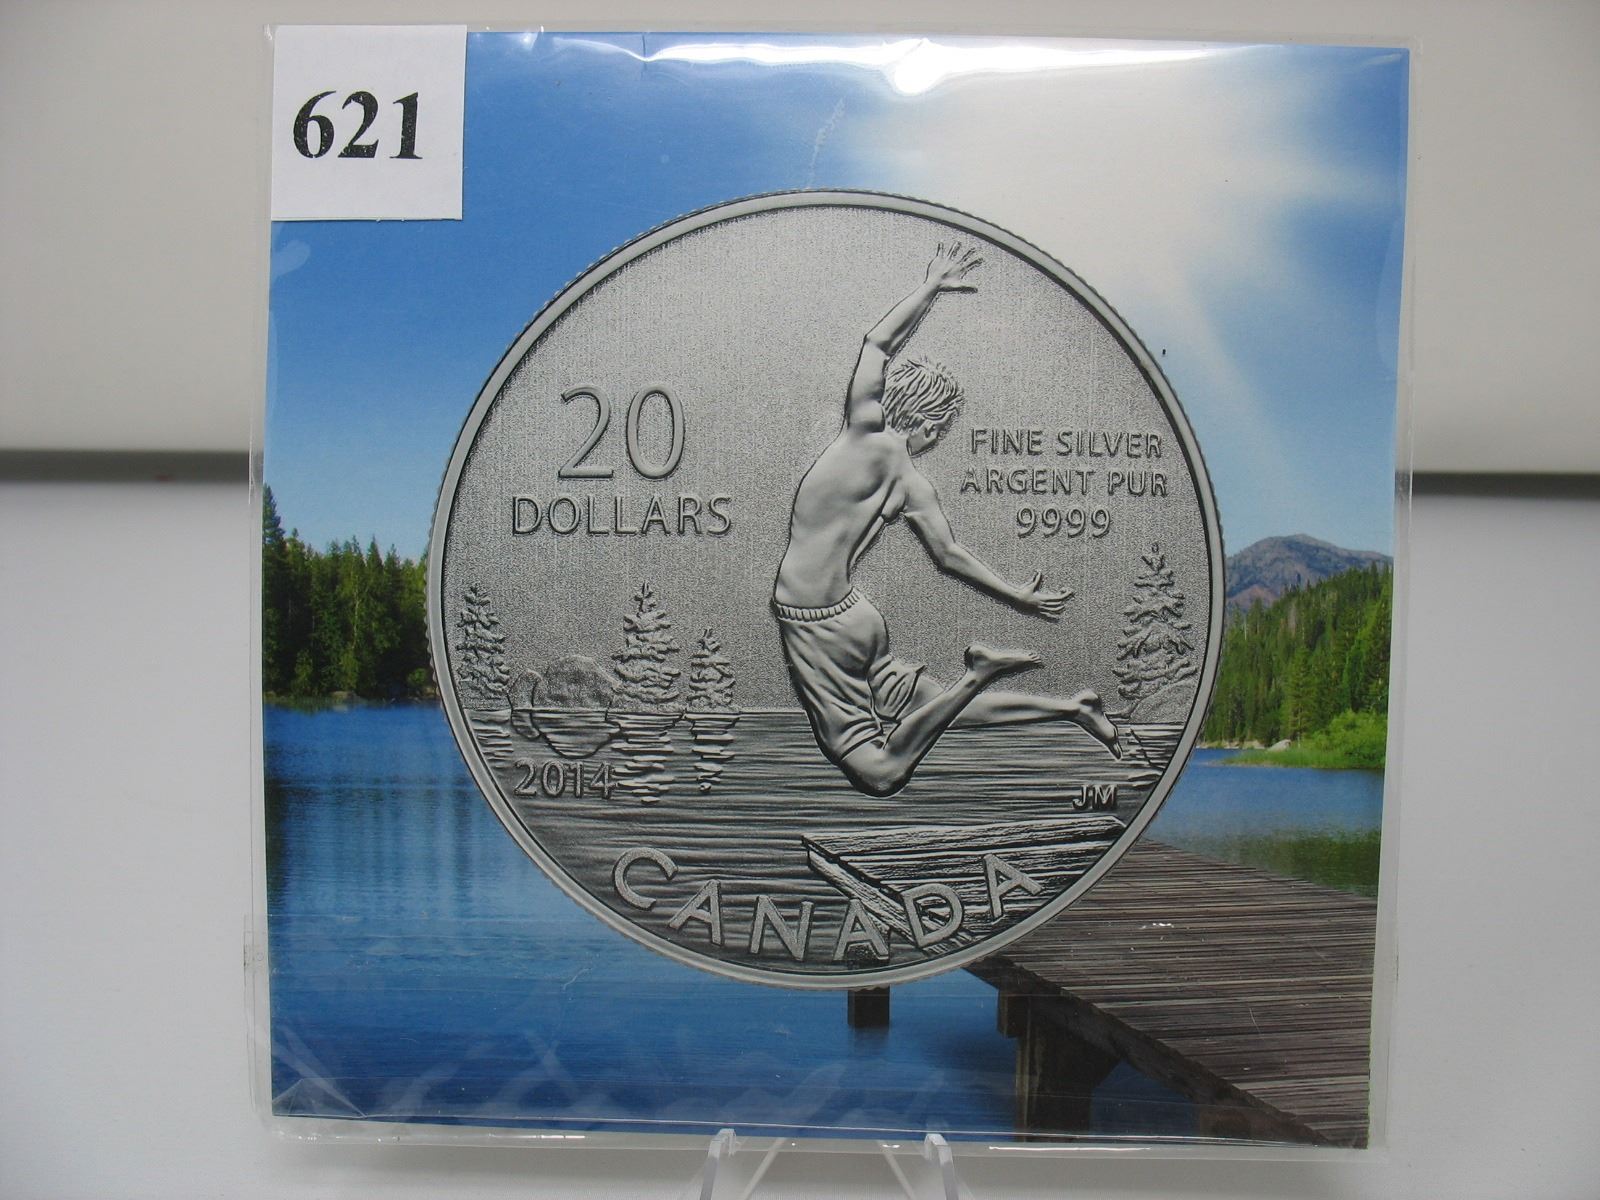 621
20
DOLLARS
FINE SILVER
ARGENT PUR
9999
2014
JM
CANADA